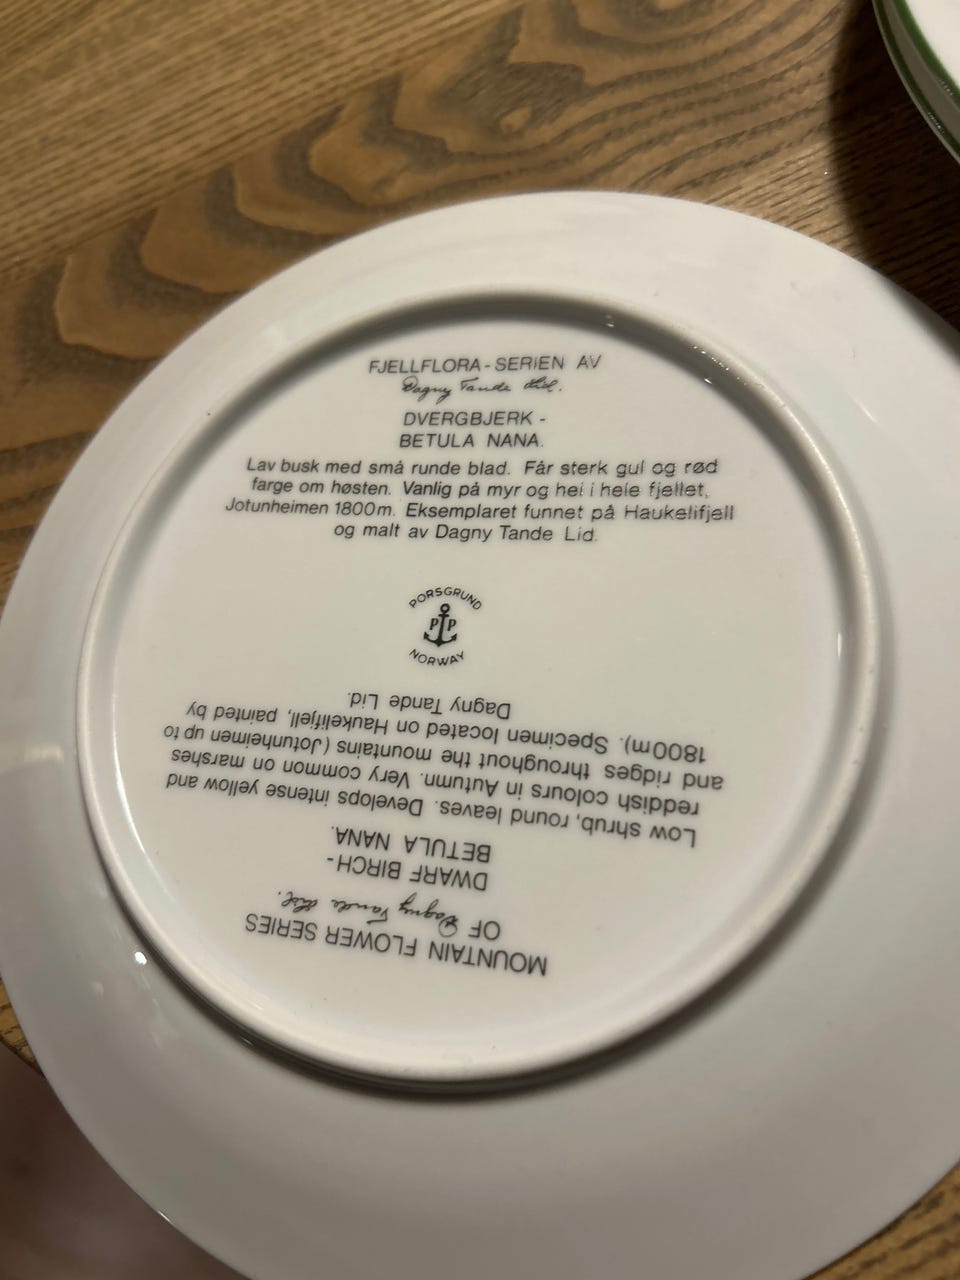 FJELLFLORA-SERIEN AV
Dagny Tande Lid.
DVERGBJERK -
BETULA NANA.
Lav busk med små runde blad. Får sterk gul og rød
farge om høsten. Vanlig på myr og hei i hele fjellet,
Jotunheimen 1800m. Eksemplaret funnet på Haukelifjell
og malt av Dagny Tande Lid.
PORSGRUND
PP
NORWAY
MOUNTAIN FLOWER SERIES
OF Dagny Tande Lid.
DWARF BIRCH-
BETULA NANA.
Low shrub, round leaves. Develops intense yellow and
reddish colours in Autumn. Very common on marshes
and ridges throughout the mountains (Jotunheimen up to
1800m). Specimen located on Haukelifjell, painted by
Dagny Tande Lid.